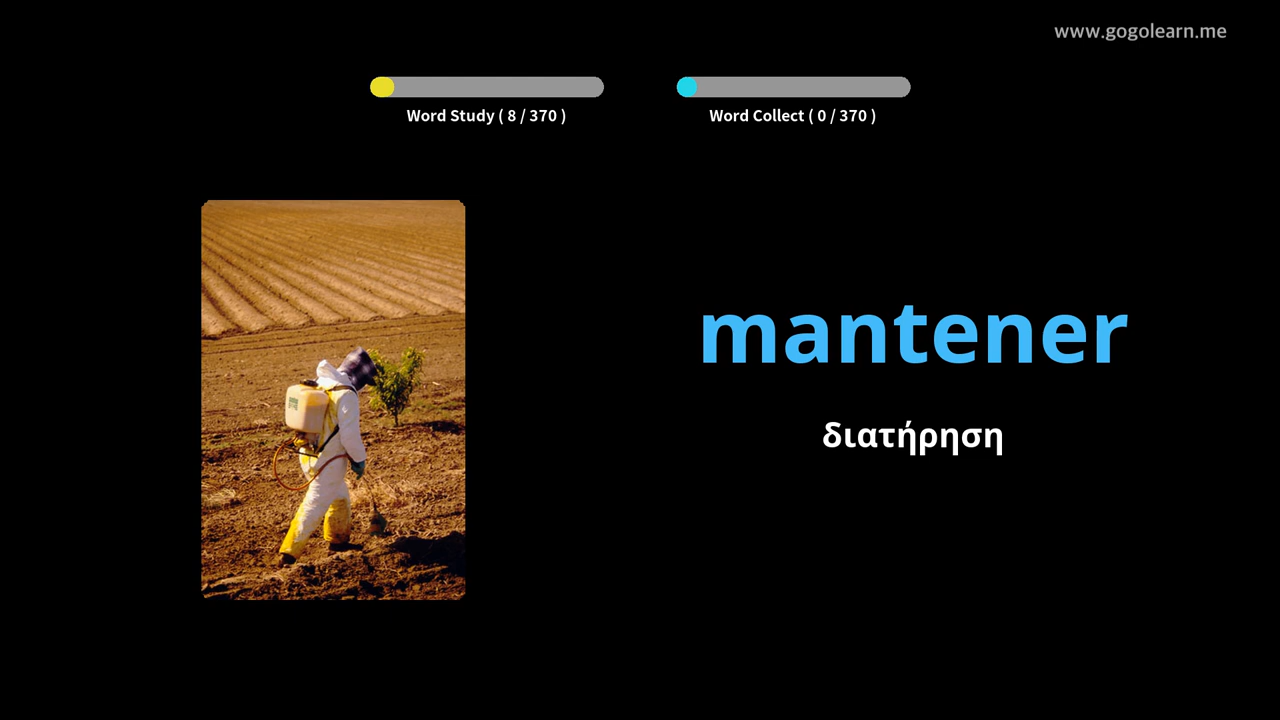 www.gogolearn.me
Word Study ( 8 / 370 )
Word Collect ( 0 / 370 )
mantener
διατήρηση